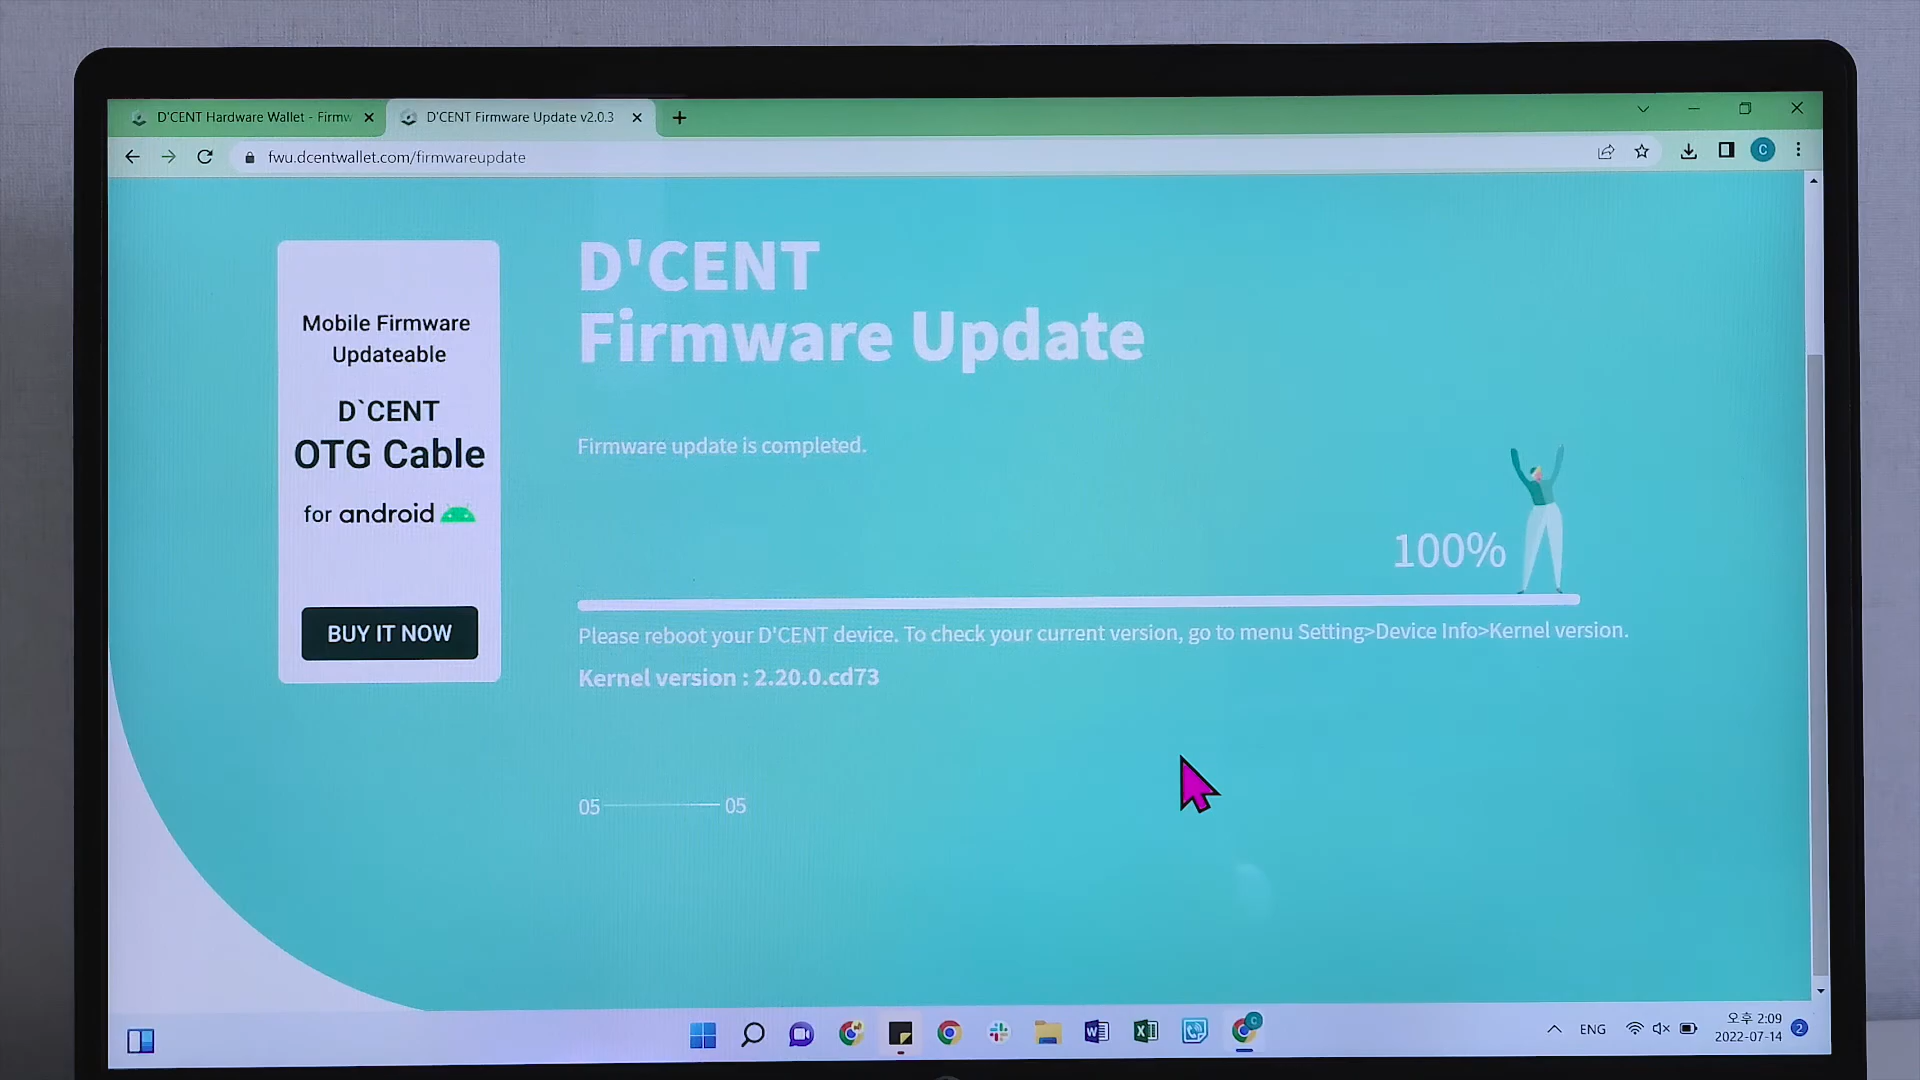 D'CENT Hardware Wallet - Firmw
D'CENT Firmware Update v2.0.3
fwu.dcentwallet.com/firmwareupdate
C
Mobile Firmware
Updateable
D`CENT
OTG Cable
for android
BUY IT NOW
D'CENT
Firmware Update
Firmware update is completed.
100%
Please reboot your D'CENT device. To check your current version, go to menu Setting>Device Info>Kernel version.
Kernel version : 2.20.0.cd73
05 05
C
ENG
오후 2:09
2022-07-14
2